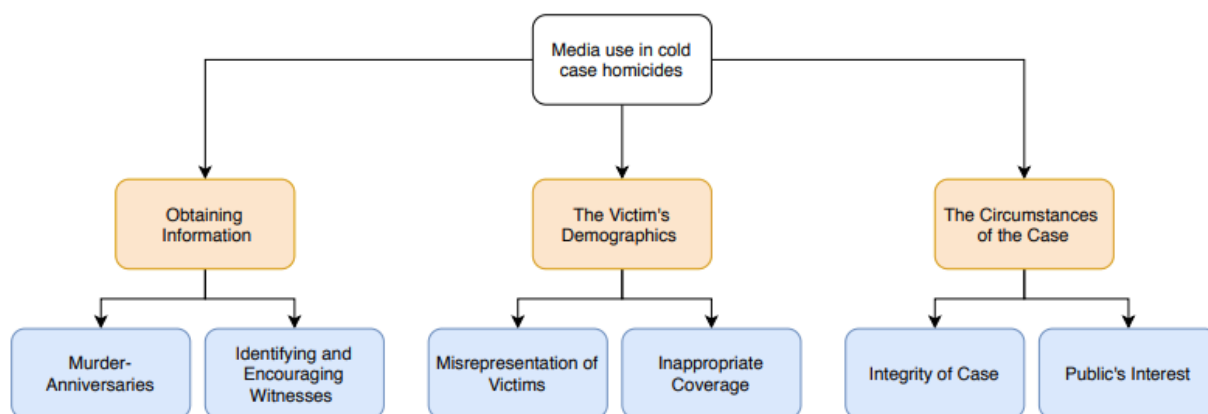 Media use in cold
case homicides
Obtaining
Information
The Victim's
Demographics
The Circumstances
of the Case
Murder-
Anniversaries
Identifying and
Encouraging
Witnesses
Misrepresentation of
Victims
Inappropriate
Coverage
Integrity of Case
Public's Interest